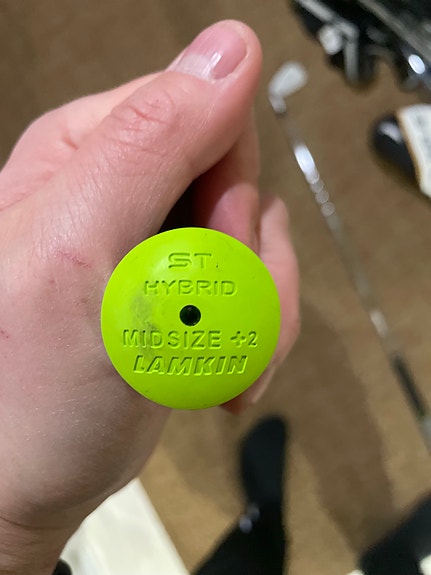 ST
HYBRID
MIDSIZE +2
LAMKIN